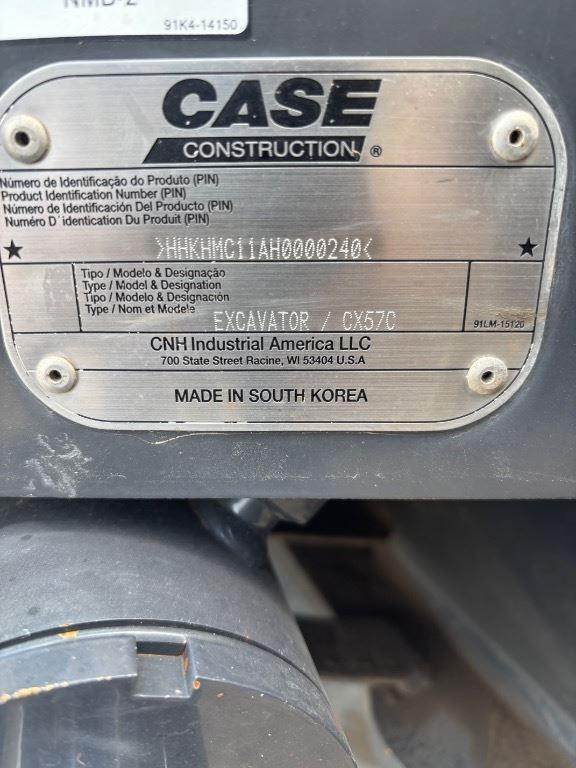 91K4-14150
CASE
CONSTRUCTION ®
Número de Identificação do Produto (PIN)
Product Identification Number (PIN)
Número de Identificación Del Producto (PIN)
Numéro D'identication Du Produit (PIN)
★ >HHKHMC11AH0000240< ★
Tipo / Modelo & Designação
Type / Model & Designation
Tipo / Modelo & Designación
Type / Nom et Modele
EXCAVATOR / CX57C
91LM-15120
CNH Industrial America LLC
700 State Street Racine, WI 53404 U.S.A
MADE IN SOUTH KOREA